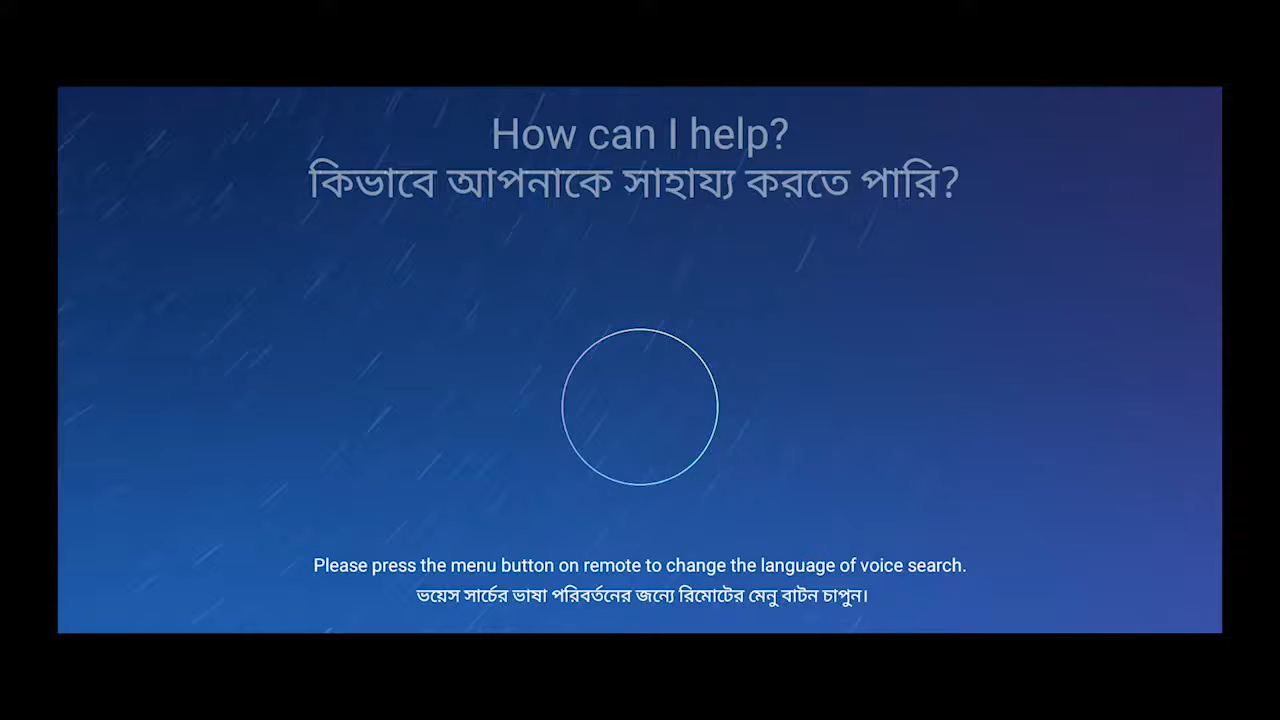 How can I help?
কিভাবে আপনাকে সাহায্য করতে পারি?
Please press the menu button on remote to change the language of voice search.
ভয়েস সার্চের ভাষা পরিবর্তনের জন্যে রিমোটের মেনু বাটন চাপুন।